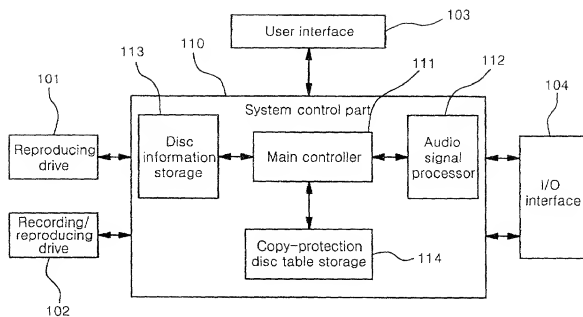 103
User interface
113
110
111
112
101
104
System control part
Reproducing
drive
Disc
information
storage
Main controller
Audio
signal
processor
I/O
interface
Recording/
reproducing
drive
Copy-protection
disc table storage
114
102